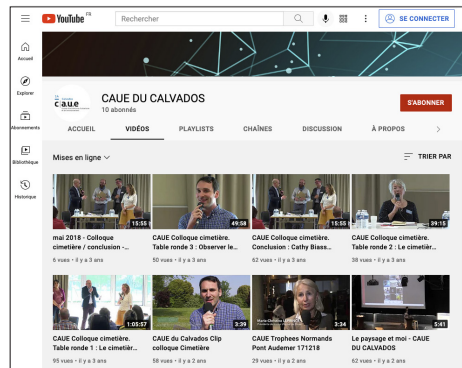 YouTube FR
Rechercher
SE CONNECTER
Accueil
Explorer
Abonnements
Bibliothèque
Historique
c|a.u.e
CAUE DU CALVADOS
10 abonnés
S'ABONNER
ACCUEIL VIDÉOS PLAYLISTS CHAÎNES DISCUSSION À PROPOS
Mises en ligne
TRIER PAR
15:55 49:58 15:55 39:15
mai 2018 - Colloque cimetière / conclusion -...
6 vues • il y a 3 ans
CAUE Colloque cimetière. Table ronde 3 : Observer le...
50 vues • il y a 3 ans
CAUE Colloque cimetière. Conclusion : Cathy Biass...
62 vues • il y a 3 ans
CAUE Colloque cimetière. Table ronde 2 : Le cimetièr...
38 vues • il y a 3 ans
1:05:57 3:39 3:34 5:41
CAUE Colloque cimetière. Table ronde 1 : Le cimetièr...
95 vues • il y a 3 ans
CAUE du Calvados Clip colloque Cimetière
58 vues • il y a 2 ans
CAUE Trophees Normands Pont Audemer 171218
29 vues • il y a 2 ans
Le paysage et moi - CAUE DU CALVADOS
62 vues • il y a 2 ans